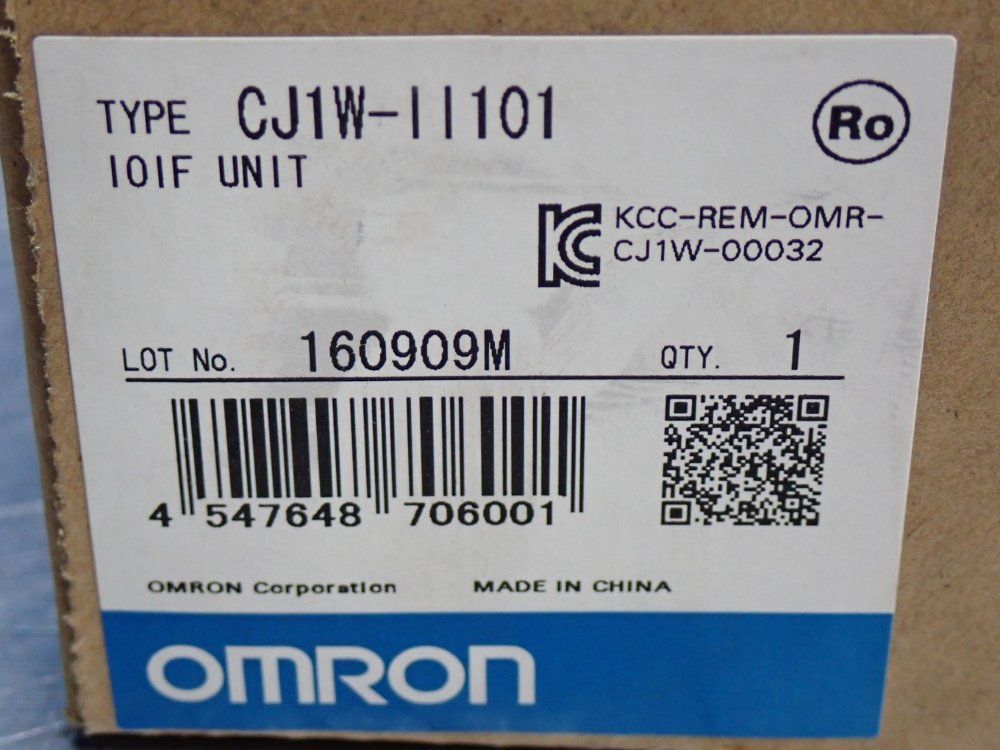 TYPE CJ1W-II101
IOIF UNIT
Ro
KC KCC-REM-OMR-
CJ1W-00032
LOT No. 160909M QTY. 1
4 547648 706001
OMRON Corporation MADE IN CHINA
OMRON